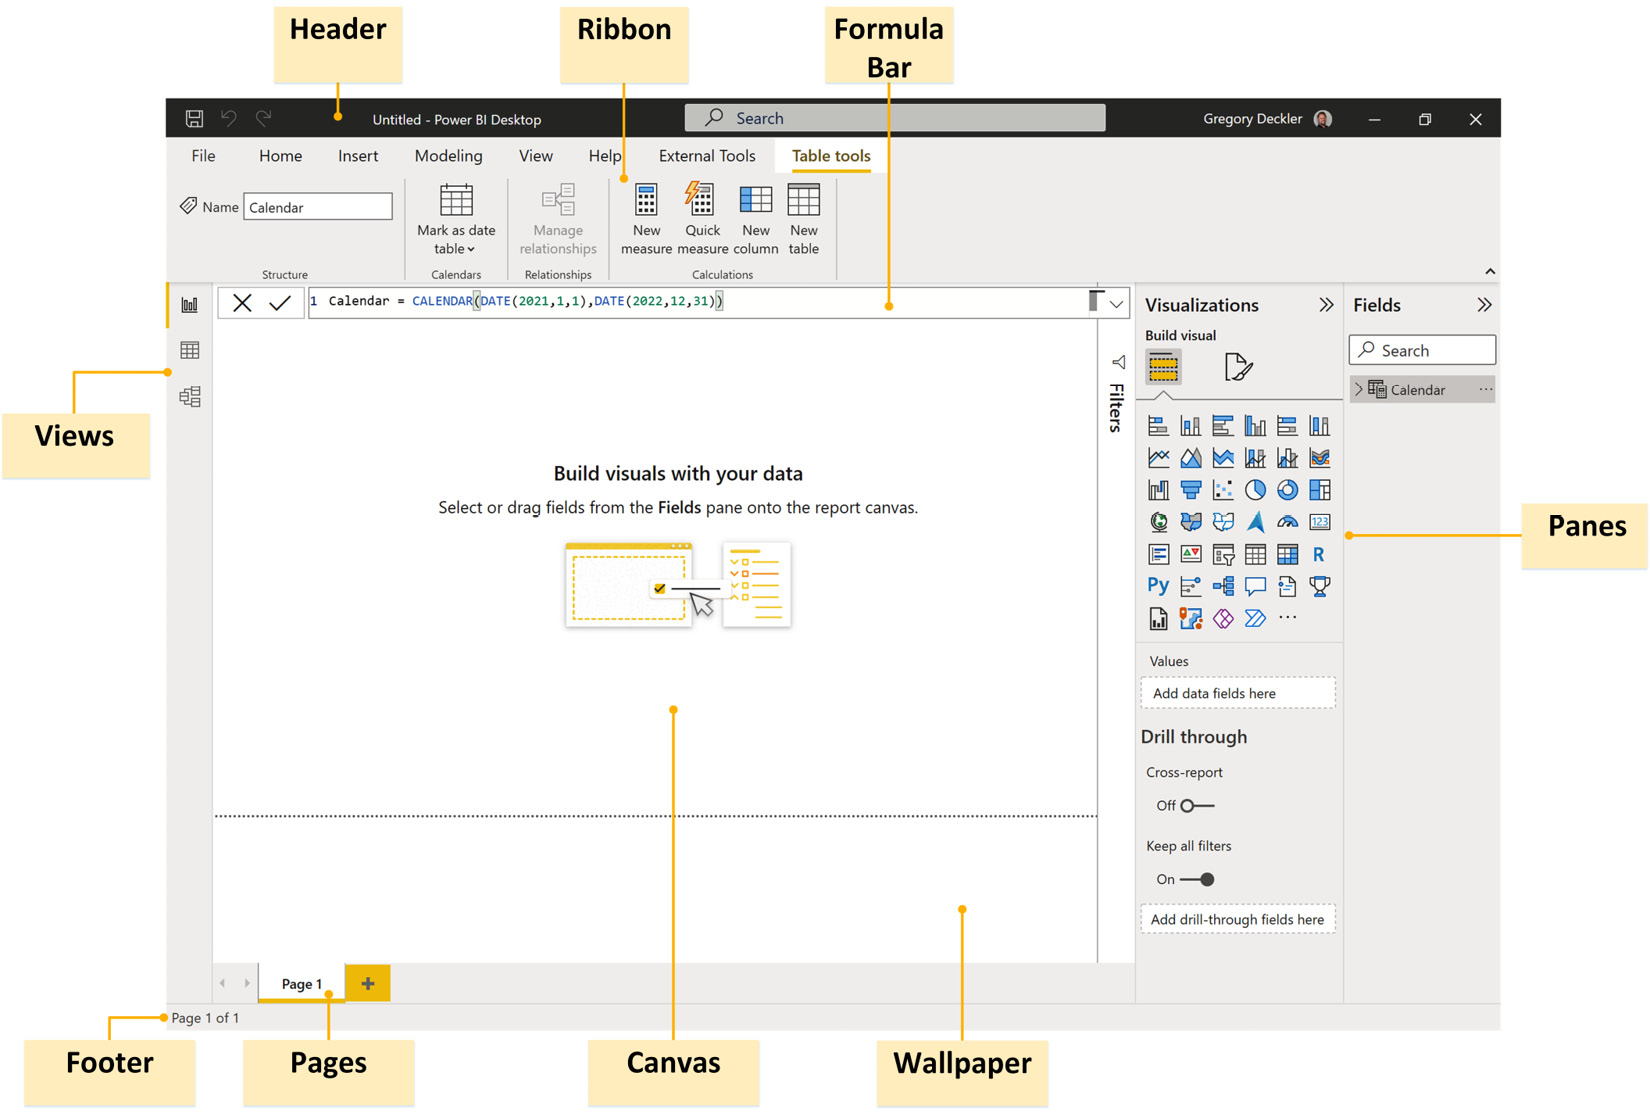 Header
Ribbon
Formula
Bar
Untitled - Power BI Desktop
Search
Gregory Deckler
File Home Insert Modeling View Help External Tools Table tools
Name Calendar
Mark as date
table
Manage
relationships
New
measure
Quick
measure
New
column
New
table
Structure
Calendars
Relationships
Calculations
1 Calendar = CALENDAR(DATE(2021,1,1),DATE(2022,12,31))
Views
Build visuals with your data
Select or drag fields from the Fields pane onto the report canvas.
Filters
Visualizations
Build visual
123
R
Py
Values
Add data fields here
Drill through
Cross-report
Off
Keep all filters
On
Add drill-through fields here
Fields
Search
Calendar
Panes
Page 1
Page 1 of 1
Footer
Pages
Canvas
Wallpaper